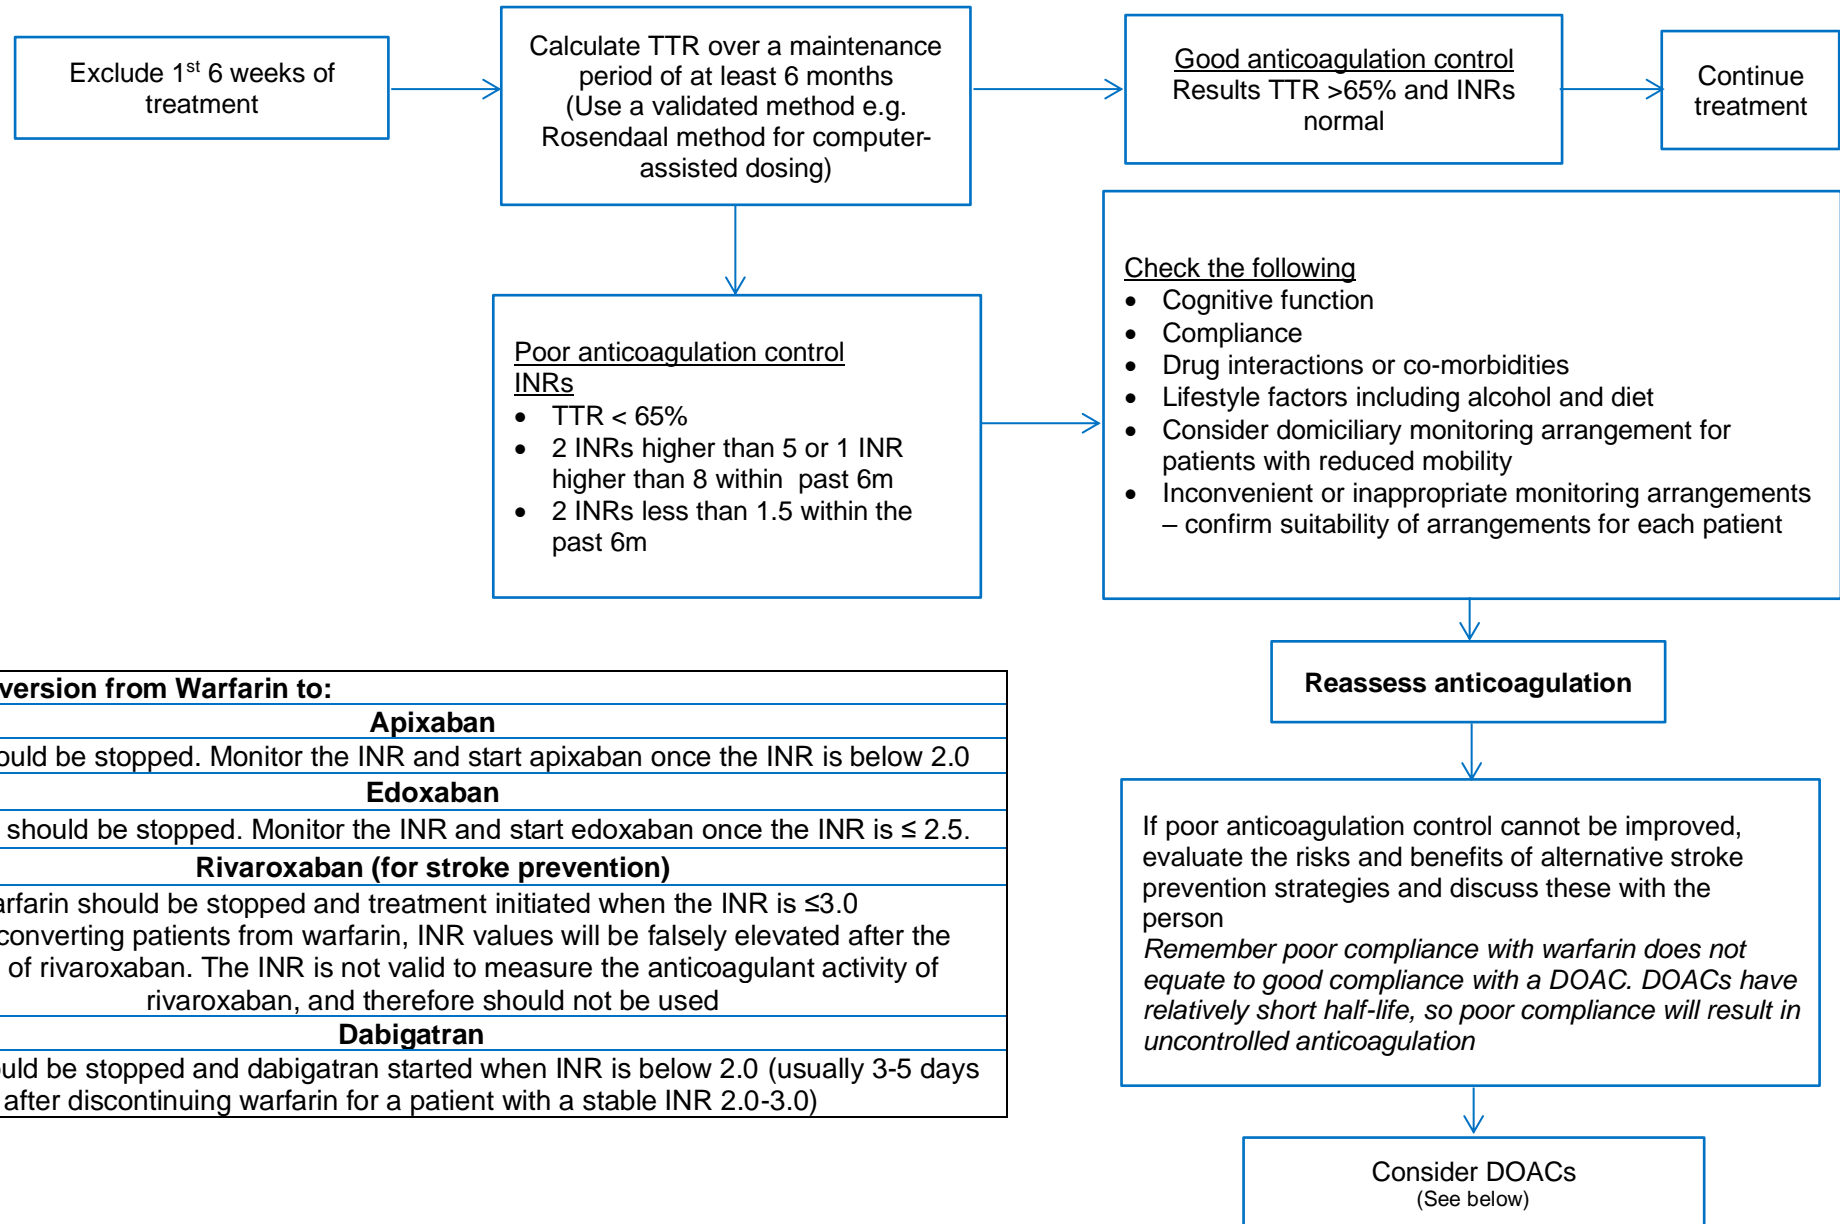 Exclude 1st 6 weeks of
treatment
Calculate TTR over a maintenance
period of at least 6 months
(Use a validated method e.g.
Rosendaal method for computer-
assisted dosing)
Good anticoagulation control
Results TTR >65% and INRs
normal
Continue
treatment
Poor anticoagulation control
INRs
• TTR < 65%
• 2 INRs higher than 5 or 1 INR
higher than 8 within past 6m
• 2 INRs less than 1.5 within the
past 6m
Check the following
• Cognitive function
• Compliance
• Drug interactions or co-morbidities
• Lifestyle factors including alcohol and diet
• Consider domiciliary monitoring arrangement for
patients with reduced mobility
• Inconvenient or inappropriate monitoring arrangements
– confirm suitability of arrangements for each patient
Reassess anticoagulation
If poor anticoagulation control cannot be improved,
evaluate the risks and benefits of alternative stroke
prevention strategies and discuss these with the
person
Remember poor compliance with warfarin does not
equate to good compliance with a DOAC. DOACs have
relatively short half-life, so poor compliance will result in
uncontrolled anticoagulation
Consider DOACs
(See below)
version from Warfarin to:
Apixaban
ould be stopped. Monitor the INR and start apixaban once the INR is below 2.0
Edoxaban
should be stopped. Monitor the INR and start edoxaban once the INR is ≤ 2.5.
Rivaroxaban (for stroke prevention)
arfarin should be stopped and treatment initiated when the INR is ≤3.0
converting patients from warfarin, INR values will be falsely elevated after the
of rivaroxaban. The INR is not valid to measure the anticoagulant activity of
rivaroxaban, and therefore should not be used
Dabigatran
ould be stopped and dabigatran started when INR is below 2.0 (usually 3-5 days
after discontinuing warfarin for a patient with a stable INR 2.0-3.0)